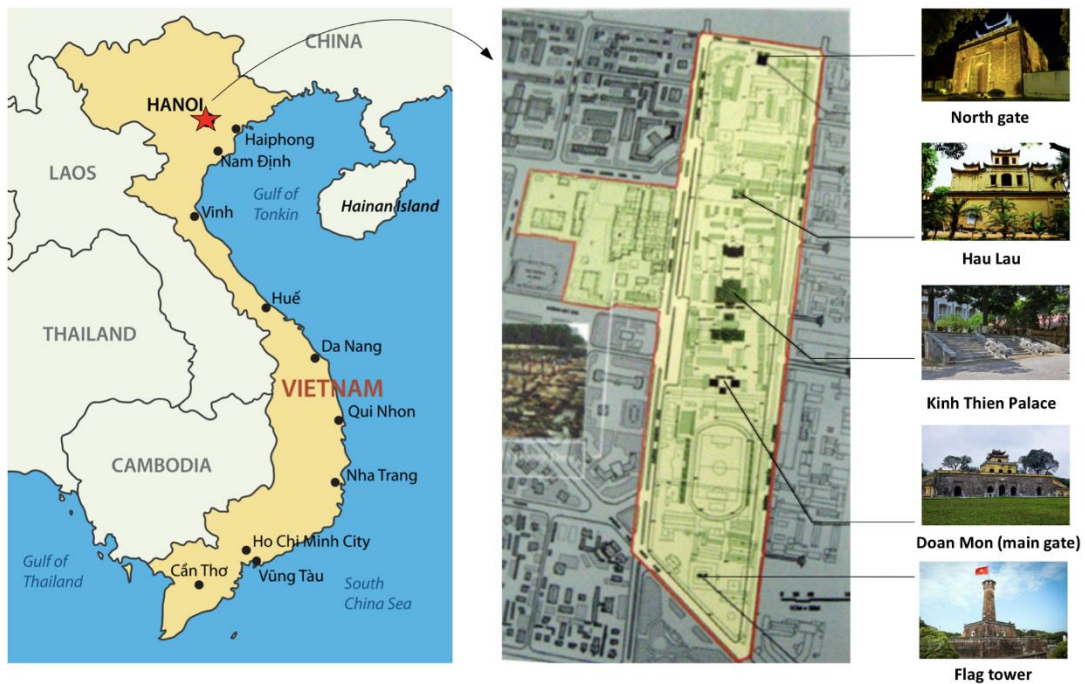 CHINA
HANOI
Haiphong
Nam Định
LAOS
Gulf of
Tonkin
Hainan Island
Vinh
Huế
THAILAND
Da Nang
VIETNAM
Qui Nhon
CAMBODIA
Nha Trang
Ho Chi Minh City
Gulf of
Thailand
Cần Thơ
Vũng Tàu
South
China Sea
North gate
Hau Lau
Kinh Thien Palace
Doan Mon (main gate)
Flag tower